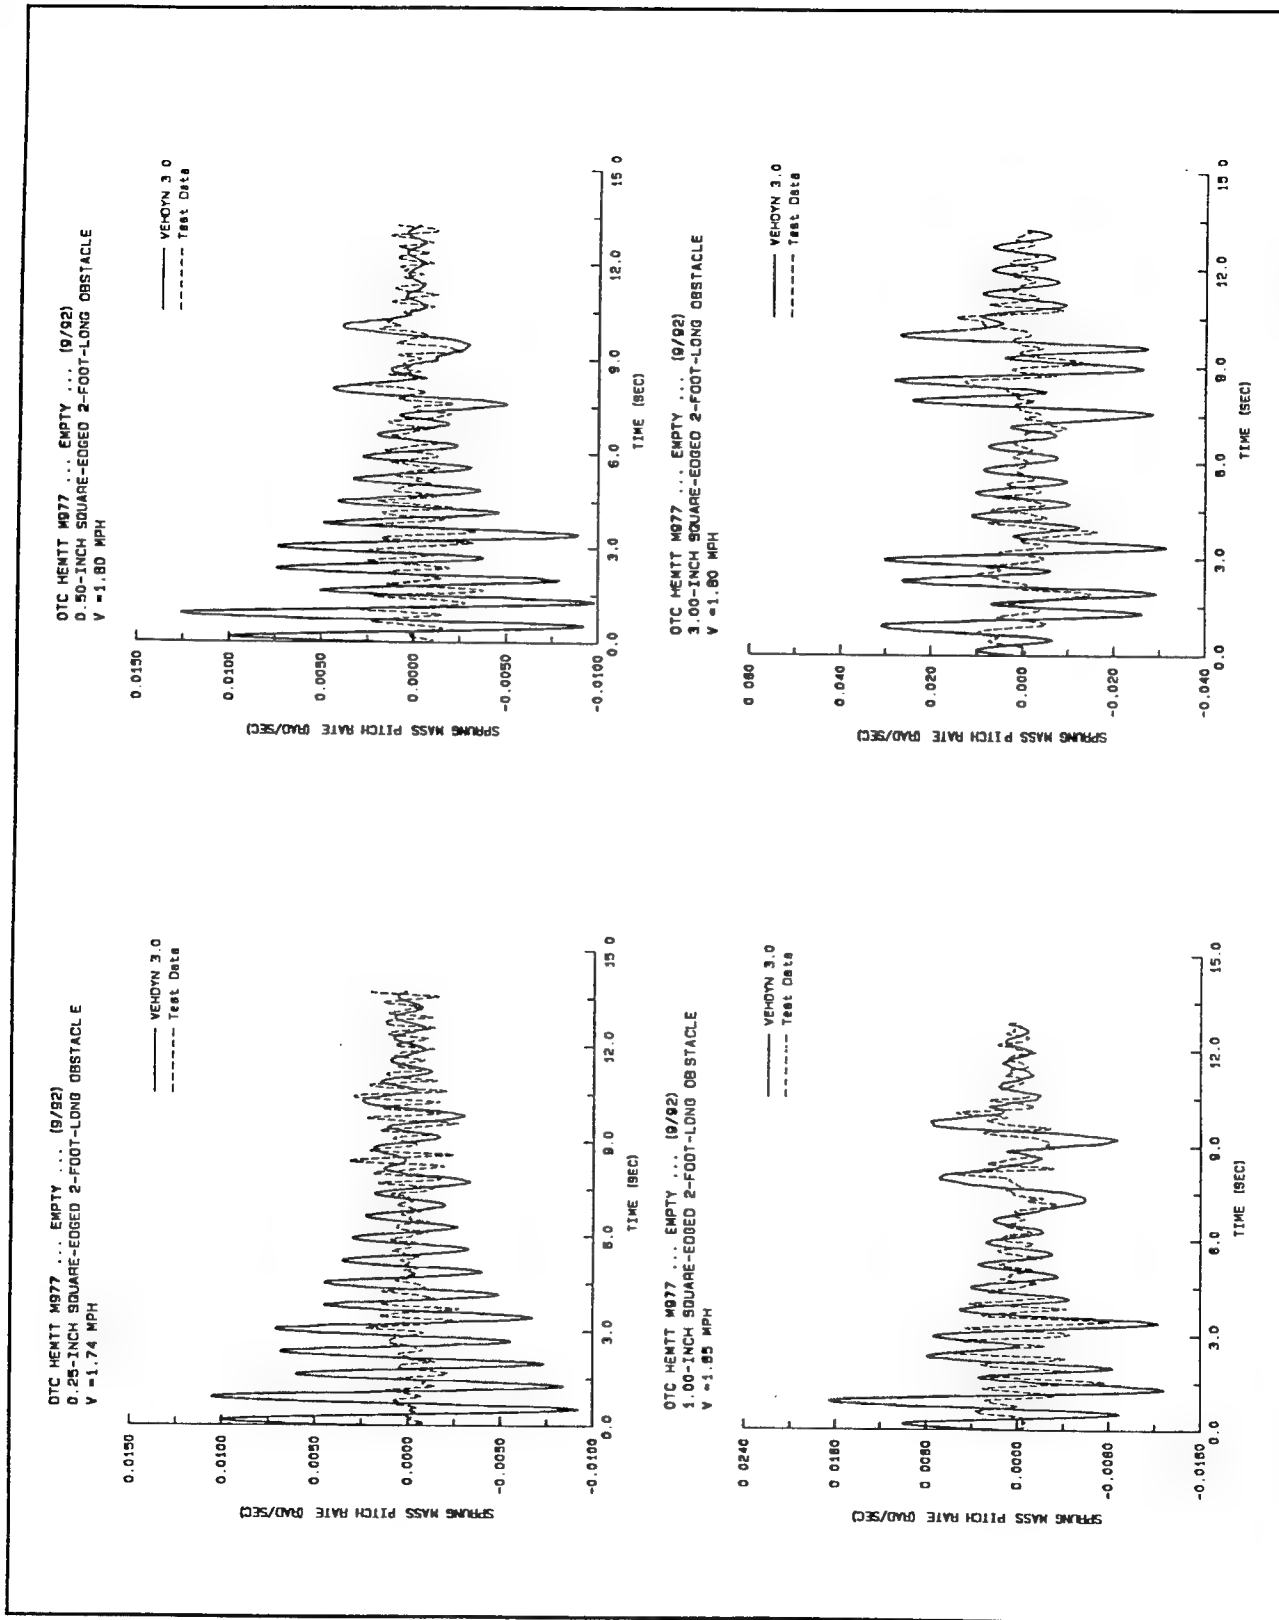 OTC HEMTT M977 ... EMPTY ... (9/92)
0.25-INCH SQUARE-EDGED 2-FOOT-LONG OBSTACLE
V =1.74 MPH
VEHDYN 3.0
Test Data
0.0150
0.0100
0.0050
0.0000
-0.0050
-0.0100
SPRUNG MASS PITCH RATE (RAD/SEC)
0.0 3.0 6.0 9.0 12.0 15 0
TIME (SEC)
OTC HEMTT M977 ... EMPTY ... (9/92)
0.50-INCH SQUARE-EDGED 2-FOOT-LONG OBSTACLE
V =1.80 MPH
VEHDYN 3 0
Test Data
0.0150
0.0100
0.0050
0.0000
-0.0050
-0.0100
SPRUNG MASS PITCH RATE (RAD/SEC)
0.0 3.0 6.0 9.0 12.0 15 0
TIME (SEC)
OTC HEMTT M977 ... EMPTY ... (9/92)
1.00-INCH SQUARE-EDGED 2-FOOT-LONG OBSTACLE
V =1.85 MPH
VEHDYN 3.0
Test Data
0.0240
0.0160
0.0080
0.0000
-0.0080
-0.0160
SPRUNG MASS PITCH RATE (RAD/SEC)
0.0 3.0 6.0 9.0 12.0 15.0
TIME (SEC)
OTC HEMTT M977 ... EMPTY ... (9/92)
3.00-INCH SQUARE-EDGED 2-FOOT-LONG OBSTACLE
V =1.80 MPH
VEHDYN 3.0
Test Data
0.060
0.040
0.020
0.000
-0.020
-0.040
SPRUNG MASS PITCH RATE (RAD/SEC)
0.0 3.0 6.0 9.0 12.0 15 0
TIME (SEC)